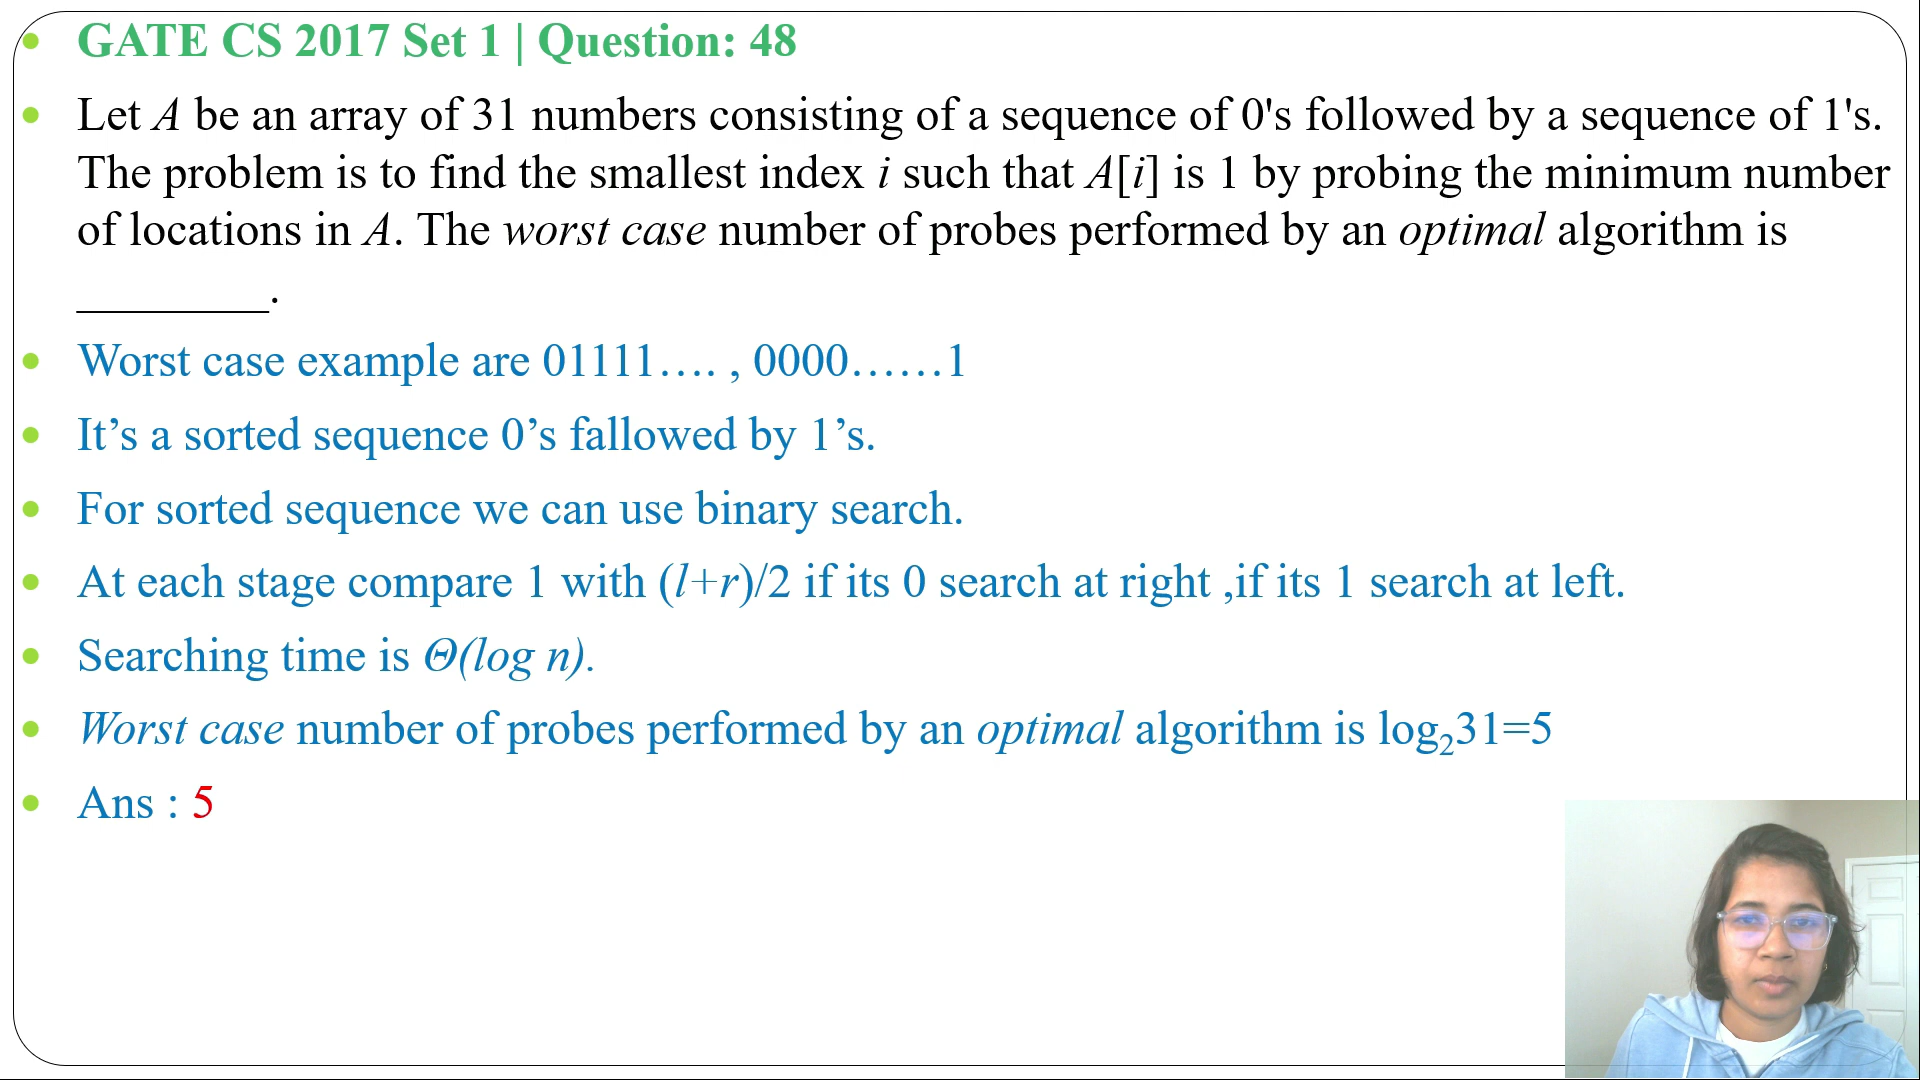 GATE CS 2017 Set 1 | Question: 48
Let A be an array of 31 numbers consisting of a sequence of 0's followed by a sequence of 1's.
The problem is to find the smallest index i such that A[i] is 1 by probing the minimum number
of locations in A. The worst case number of probes performed by an optimal algorithm is
________.
Worst case example are 01111…. , 0000……1
It’s a sorted sequence 0’s fallowed by 1’s.
For sorted sequence we can use binary search.
At each stage compare 1 with (l+r)/2 if its 0 search at right ,if its 1 search at left.
Searching time is Θ(log n).
Worst case number of probes performed by an optimal algorithm is log₂31=5
Ans : 5